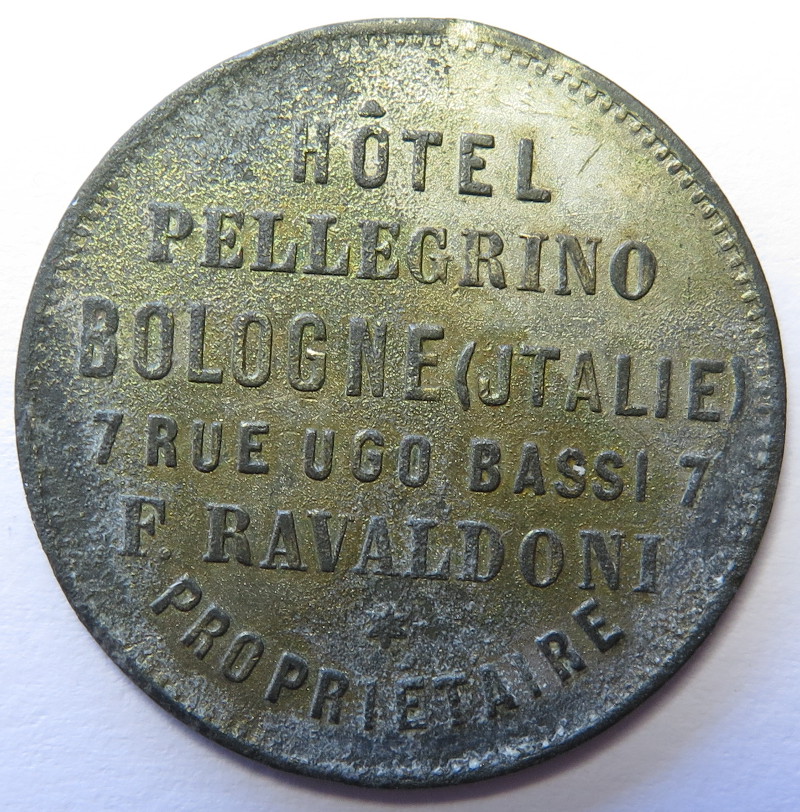 HÔTEL
PELLEGRINO
BOLOGNE (JTALIE)
7 RUE UGO BASSI 7
F. RAVALDONI
*
PROPRIÉTAIRE